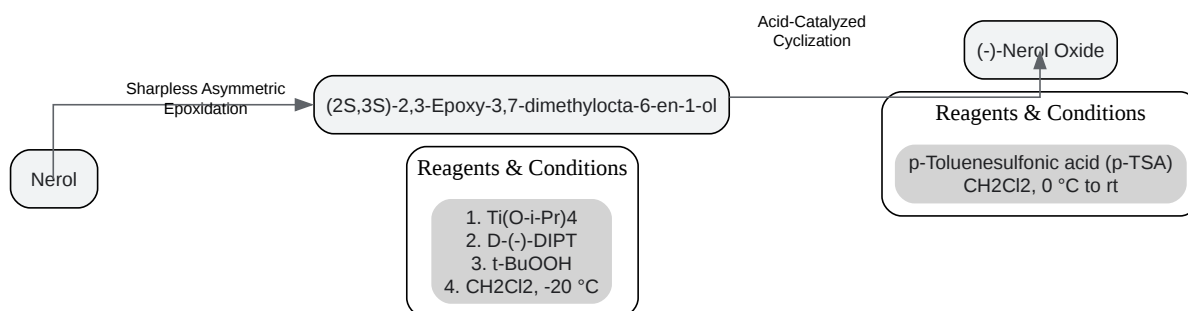 Acid-Catalyzed
Cyclization
(-)-Nerol Oxide
Sharpless Asymmetric
Epoxidation
(2S,3S)-2,3-Epoxy-3,7-dimethylocta-6-en-1-ol
Reagents & Conditions
p-Toluenesulfonic acid (p-TSA)
CH2Cl2, 0 °C to rt
Nerol
Reagents & Conditions
1. Ti(O-i-Pr)4
2. D-(-)-DIPT
3. t-BuOOH
4. CH2Cl2, -20 °C